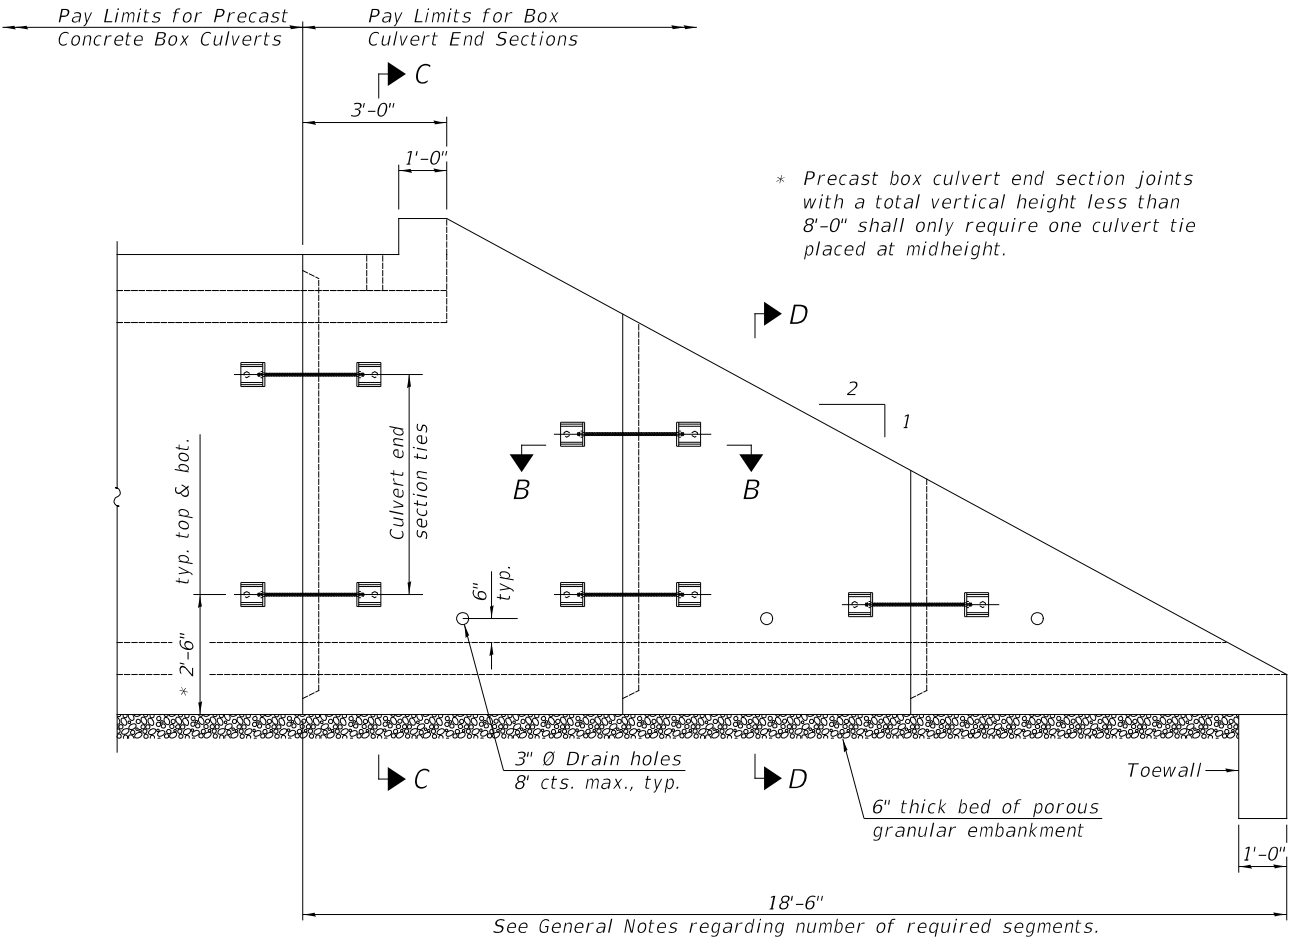 Pay Limits for Precast
Concrete Box Culverts
Pay Limits for Box
Culvert End Sections
C
3'-0"
1'-0"
* Precast box culvert end section joints
with a total vertical height less than
8'-0" shall only require one culvert tie
placed at midheight.
D
2
1
Culvert end
section ties
B
B
typ. top & bot.
* 2'-6"
6"
typ.
3" Ø Drain holes
8' cts. max., typ.
C
D
Toewall
6" thick bed of porous
granular embankment
1'-0"
18'-6"
See General Notes regarding number of required segments.